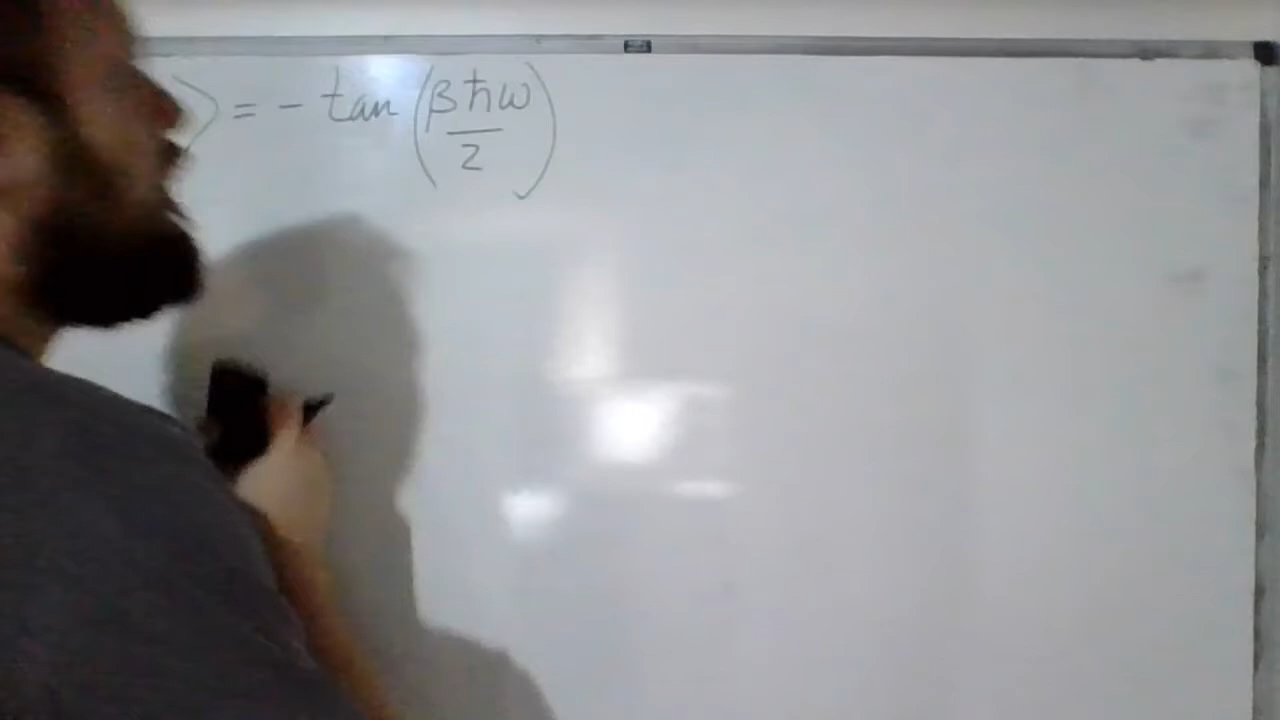 ⟩ = - tan (βħω/2)